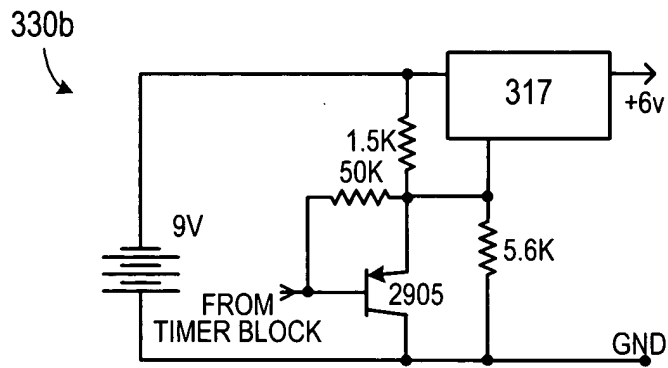 330b
317
+6v
1.5K
50K
9V
5.6K
2905
FROM
TIMER BLOCK
GND